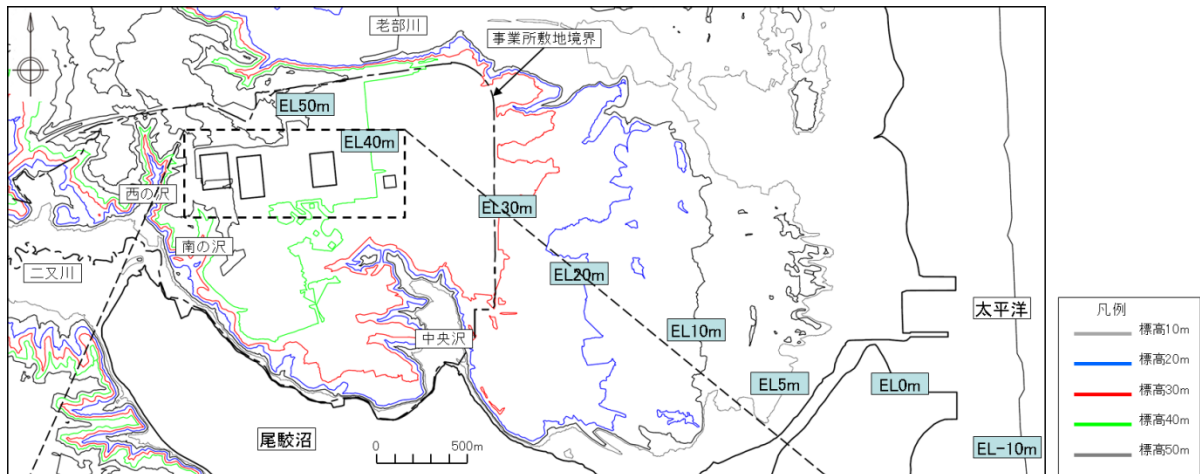 老部川
事業所敷地境界
EL50m
EL40m
西の沢
EL30m
南の沢
二又川
EL20m
太平洋
中央沢
EL10m
EL5m
EL0m
尾駮沼
0 500m
EL-10m
凡例
標高10m
標高20m
標高30m
標高40m
標高50m